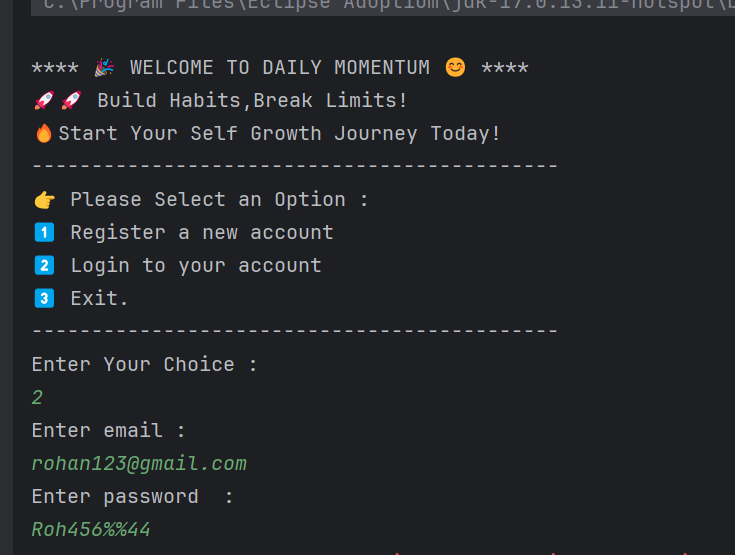 C:\Program Files\Eclipse Adoptium\jdk-17.0.13.11-hotspot\b
**** 🎉 WELCOME TO DAILY MOMENTUM 😊 ****
🚀🚀 Build Habits,Break Limits!
🔥Start Your Self Growth Journey Today!
--------------------------------------------
👉 Please Select an Option :
1️⃣ Register a new account
2️⃣ Login to your account
3️⃣ Exit.
--------------------------------------------
Enter Your Choice :
2
Enter email :
rohan123@gmail.com
Enter password  :
Roh456%%44